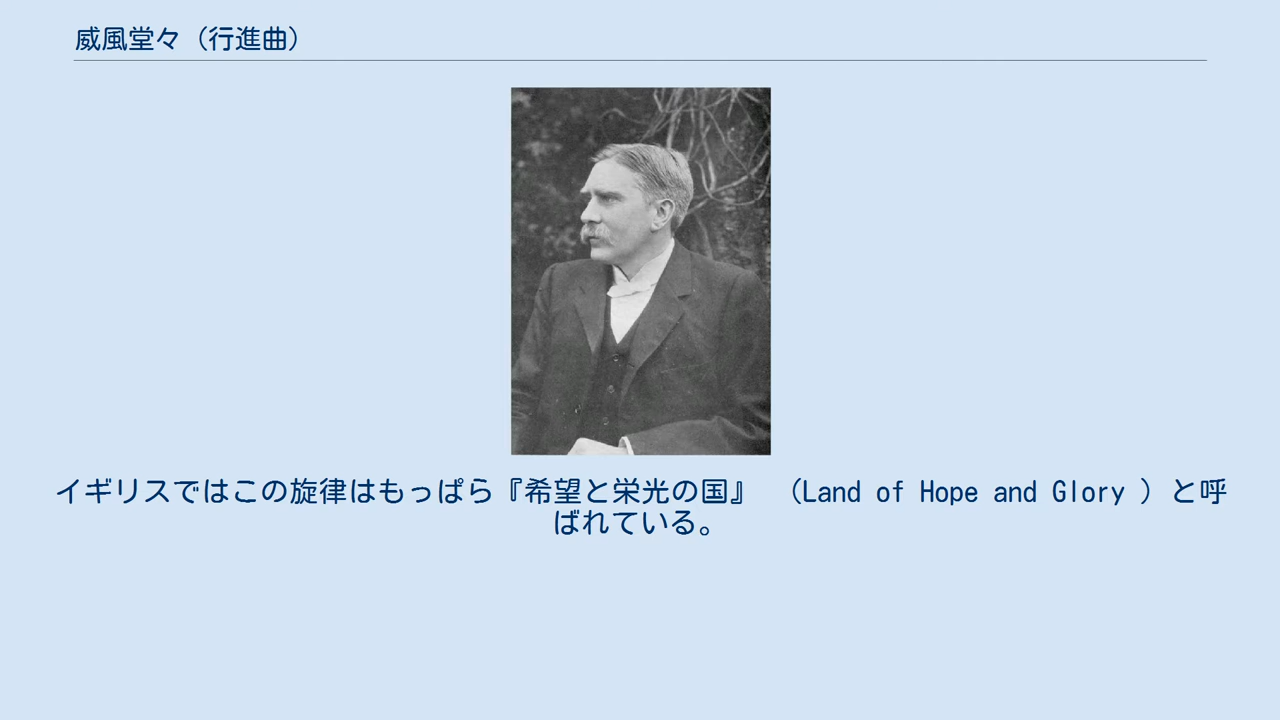 威風堂々（行進曲）
イギリスではこの旋律はもっぱら『希望と栄光の国』 （Land of Hope and Glory ）と呼
ばれている。